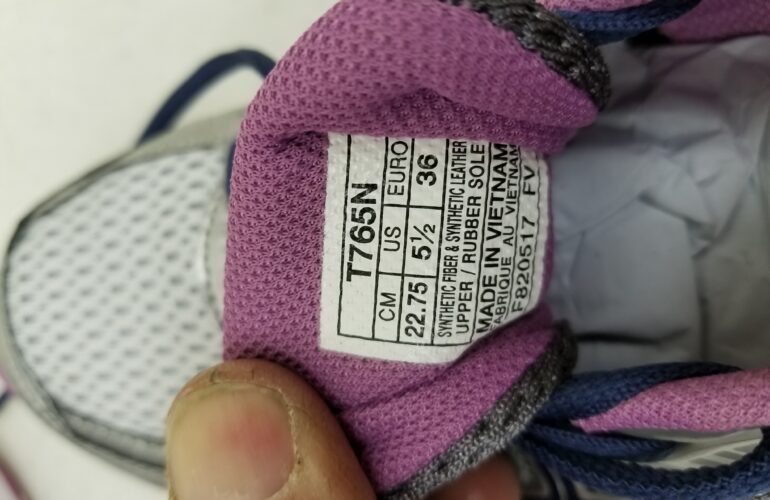 T765N
CM US EURO
22.75 5½ 36
SYNTHETIC FIBER & SYNTHETIC LEATHER
UPPER / RUBBER SOLE
MADE IN VIETNAM
FABRIQUE AU VIETNAM
F820517 FV